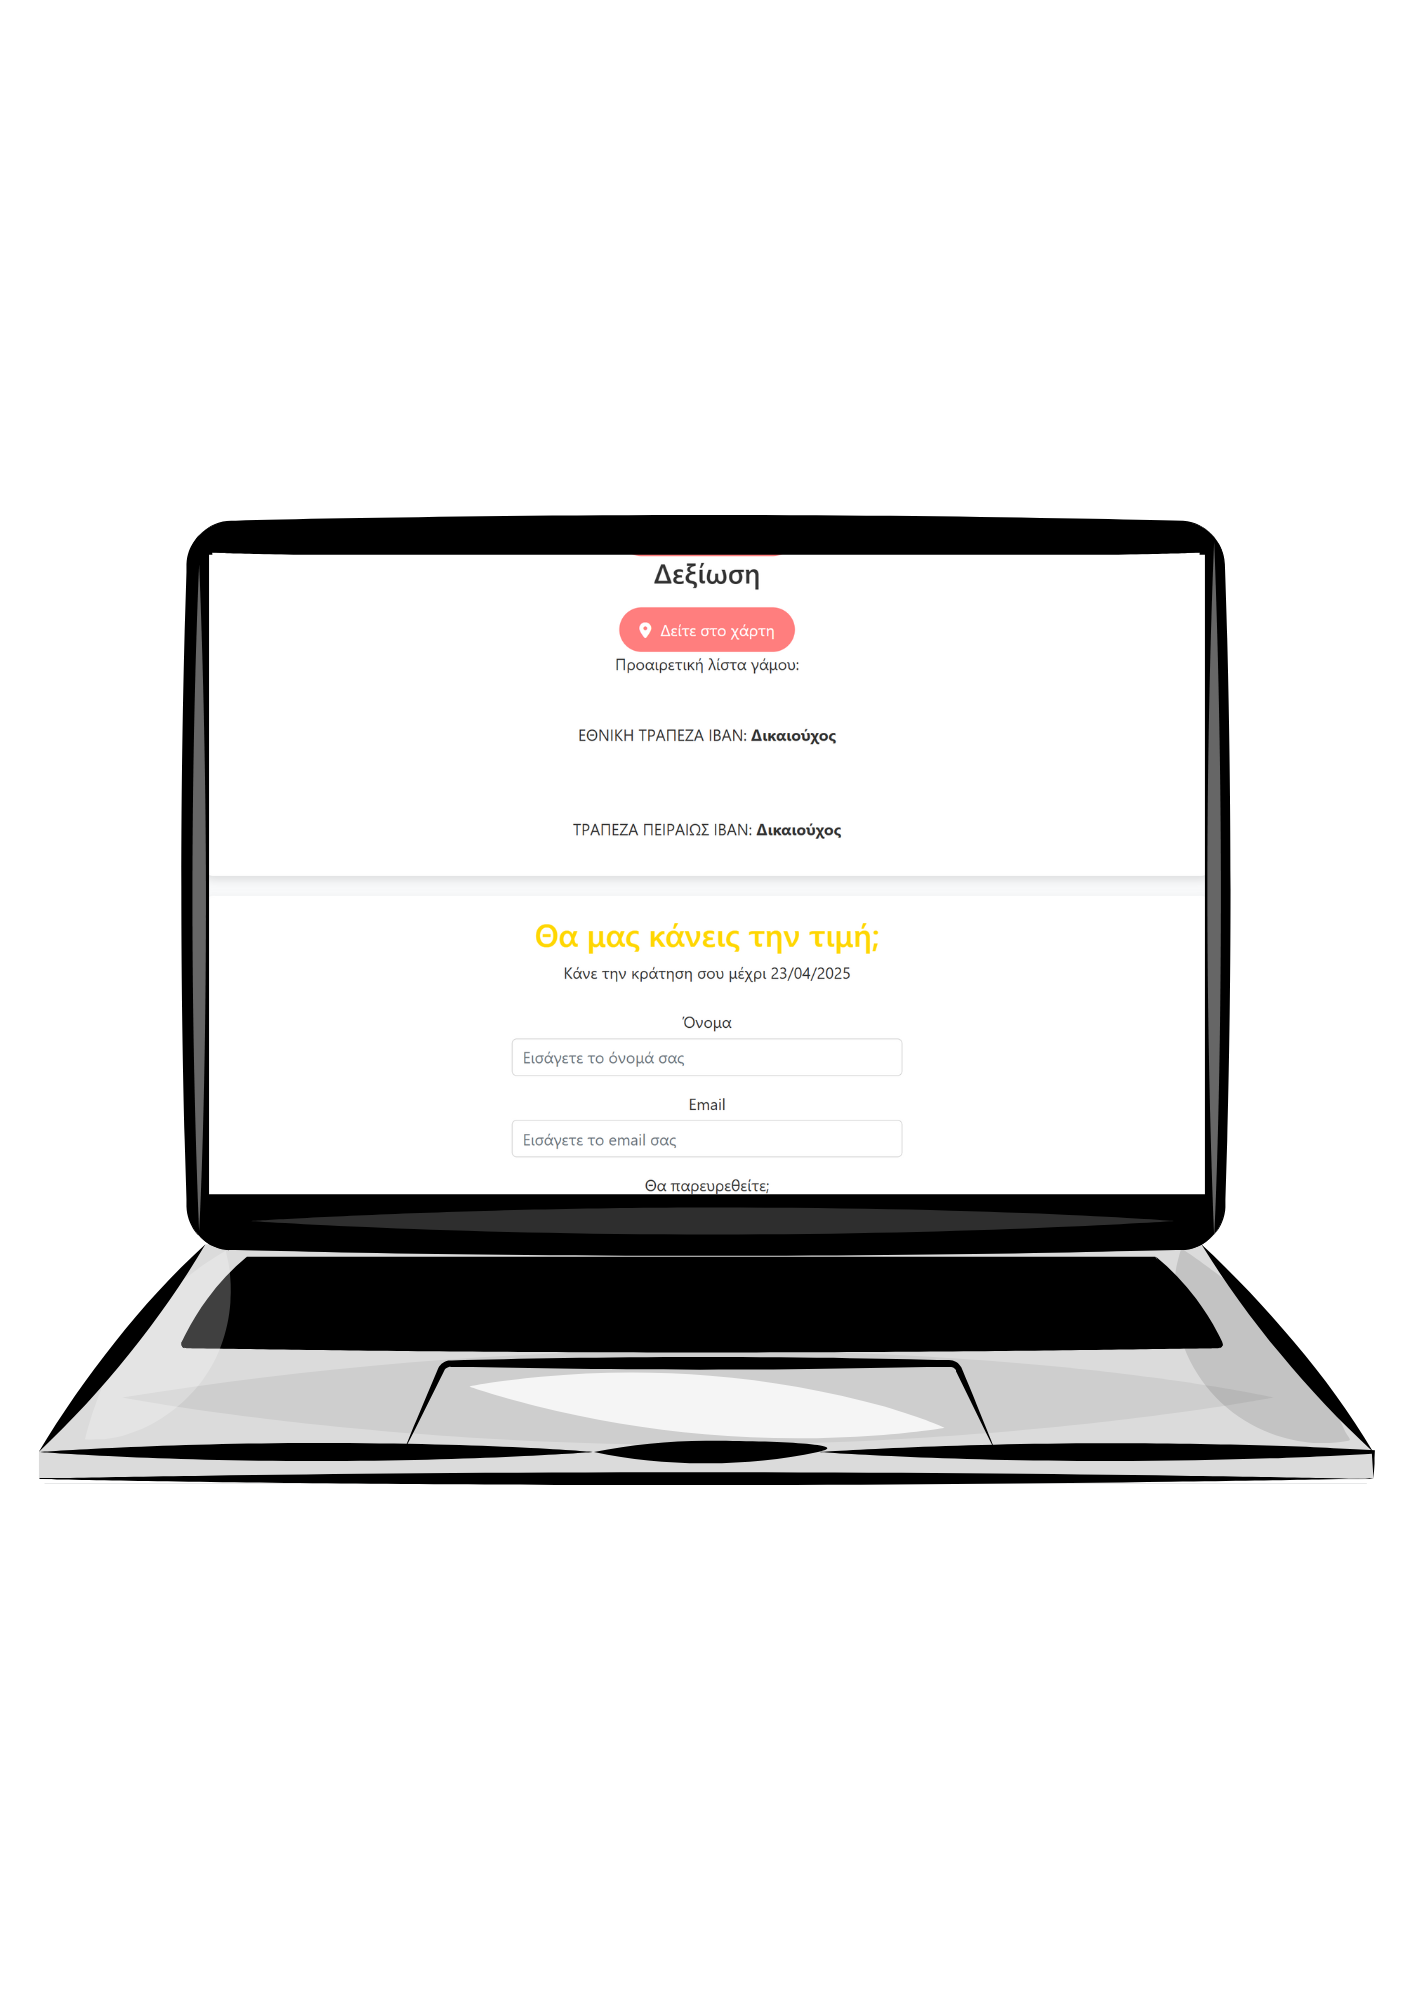 Δεξίωση
Δείτε στο χάρτη
Προαιρετική λίστα γάμου:
ΕΘΝΙΚΗ ΤΡΑΠΕΖΑ IBAN: Δικαιούχος
ΤΡΑΠΕΖΑ ΠΕΙΡΑΙΩΣ IBAN: Δικαιούχος
Θα μας κάνεις την τιμή;
Κάνε την κράτηση σου μέχρι 23/04/2025
Όνομα
Εισάγετε το όνομά σας
Email
Εισάγετε το email σας
Θα παρευρεθείτε;